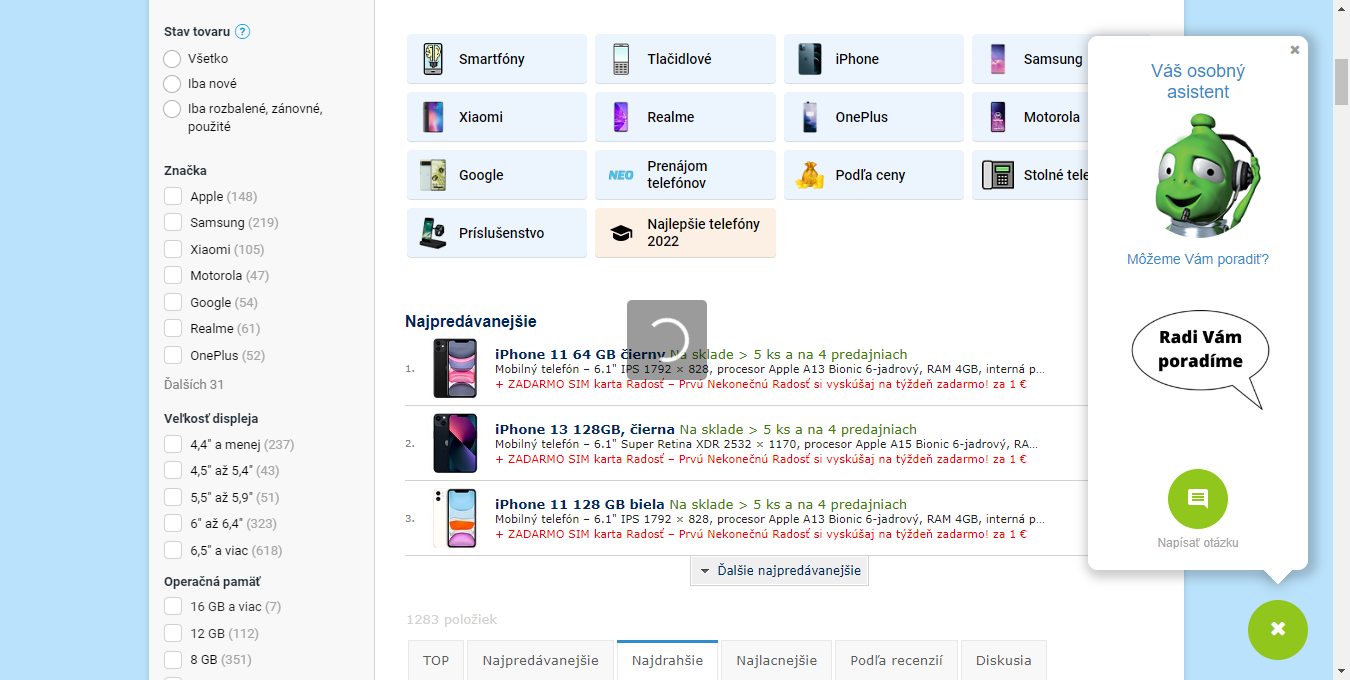 Stav tovaru ?
Všetko
Iba nové
Iba rozbalené, zánovné,
použité
Značka
Apple (148)
Samsung (219)
Xiaomi (105)
Motorola (47)
Google (54)
Realme (61)
OnePlus (52)
Ďalších 31
Veľkosť displeja
4,4" a menej (237)
4,5" až 5,4" (43)
5,5" až 5,9" (51)
6" až 6,4" (323)
6,5" a viac (618)
Operačná pamäť
16 GB a viac (7)
12 GB (112)
8 GB (351)
Smartfóny
Tlačidlové
iPhone
Samsung
Xiaomi
Realme
OnePlus
Motorola
Google
NEO
Prenájom
telefónov
Podľa ceny
Stolné tele
Príslušenstvo
Najlepšie telefóny
2022
Najpredávanejšie
1.
iPhone 11 64 GB čierny Na sklade > 5 ks a na 4 predajniach
Mobilný telefón – 6.1" IPS 1792 × 828, procesor Apple A13 Bionic 6-jadrový, RAM 4GB, interná p...
+ ZADARMO SIM karta Radosť – Prvú Nekonečnú Radosť si vyskúšaj na týždeň zadarmo! za 1 €
2.
iPhone 13 128GB, čierna Na sklade > 5 ks a na 4 predajniach
Mobilný telefón – 6.1" Super Retina XDR 2532 × 1170, procesor Apple A15 Bionic 6-jadrový, RA...
+ ZADARMO SIM karta Radosť – Prvú Nekonečnú Radosť si vyskúšaj na týždeň zadarmo! za 1 €
3.
iPhone 11 128 GB biela Na sklade > 5 ks a na 4 predajniach
Mobilný telefón – 6.1" IPS 1792 × 828, procesor Apple A13 Bionic 6-jadrový, RAM 4GB, interná p...
+ ZADARMO SIM karta Radosť – Prvú Nekonečnú Radosť si vyskúšaj na týždeň zadarmo! za 1 €
Ďalšie najpredávanejšie
1283 položiek
TOP
Najpredávanejšie
Najdrahšie
Najlacnejšie
Podľa recenzií
Diskusia
Váš osobný
asistent
Môžeme Vám poradiť?
Radi Vám
poradíme
Napísať otázku